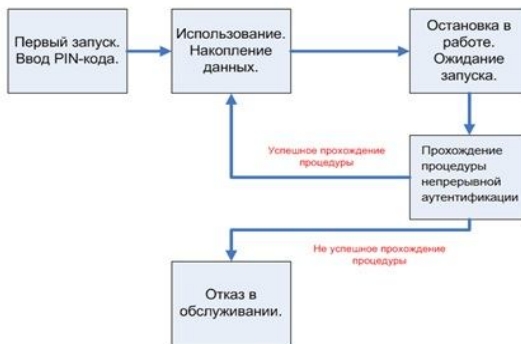 Первый запуск.
Ввод PIN-кода.
Использование.
Накопление
данных.
Остановка в
работе.
Ожидание
запуска.
Успешное прохождение
процедуры
Прохождение
процедуры
непрерывной
аутентификации
Не успешное прохождение
процедуры
Отказ в
обслуживании.